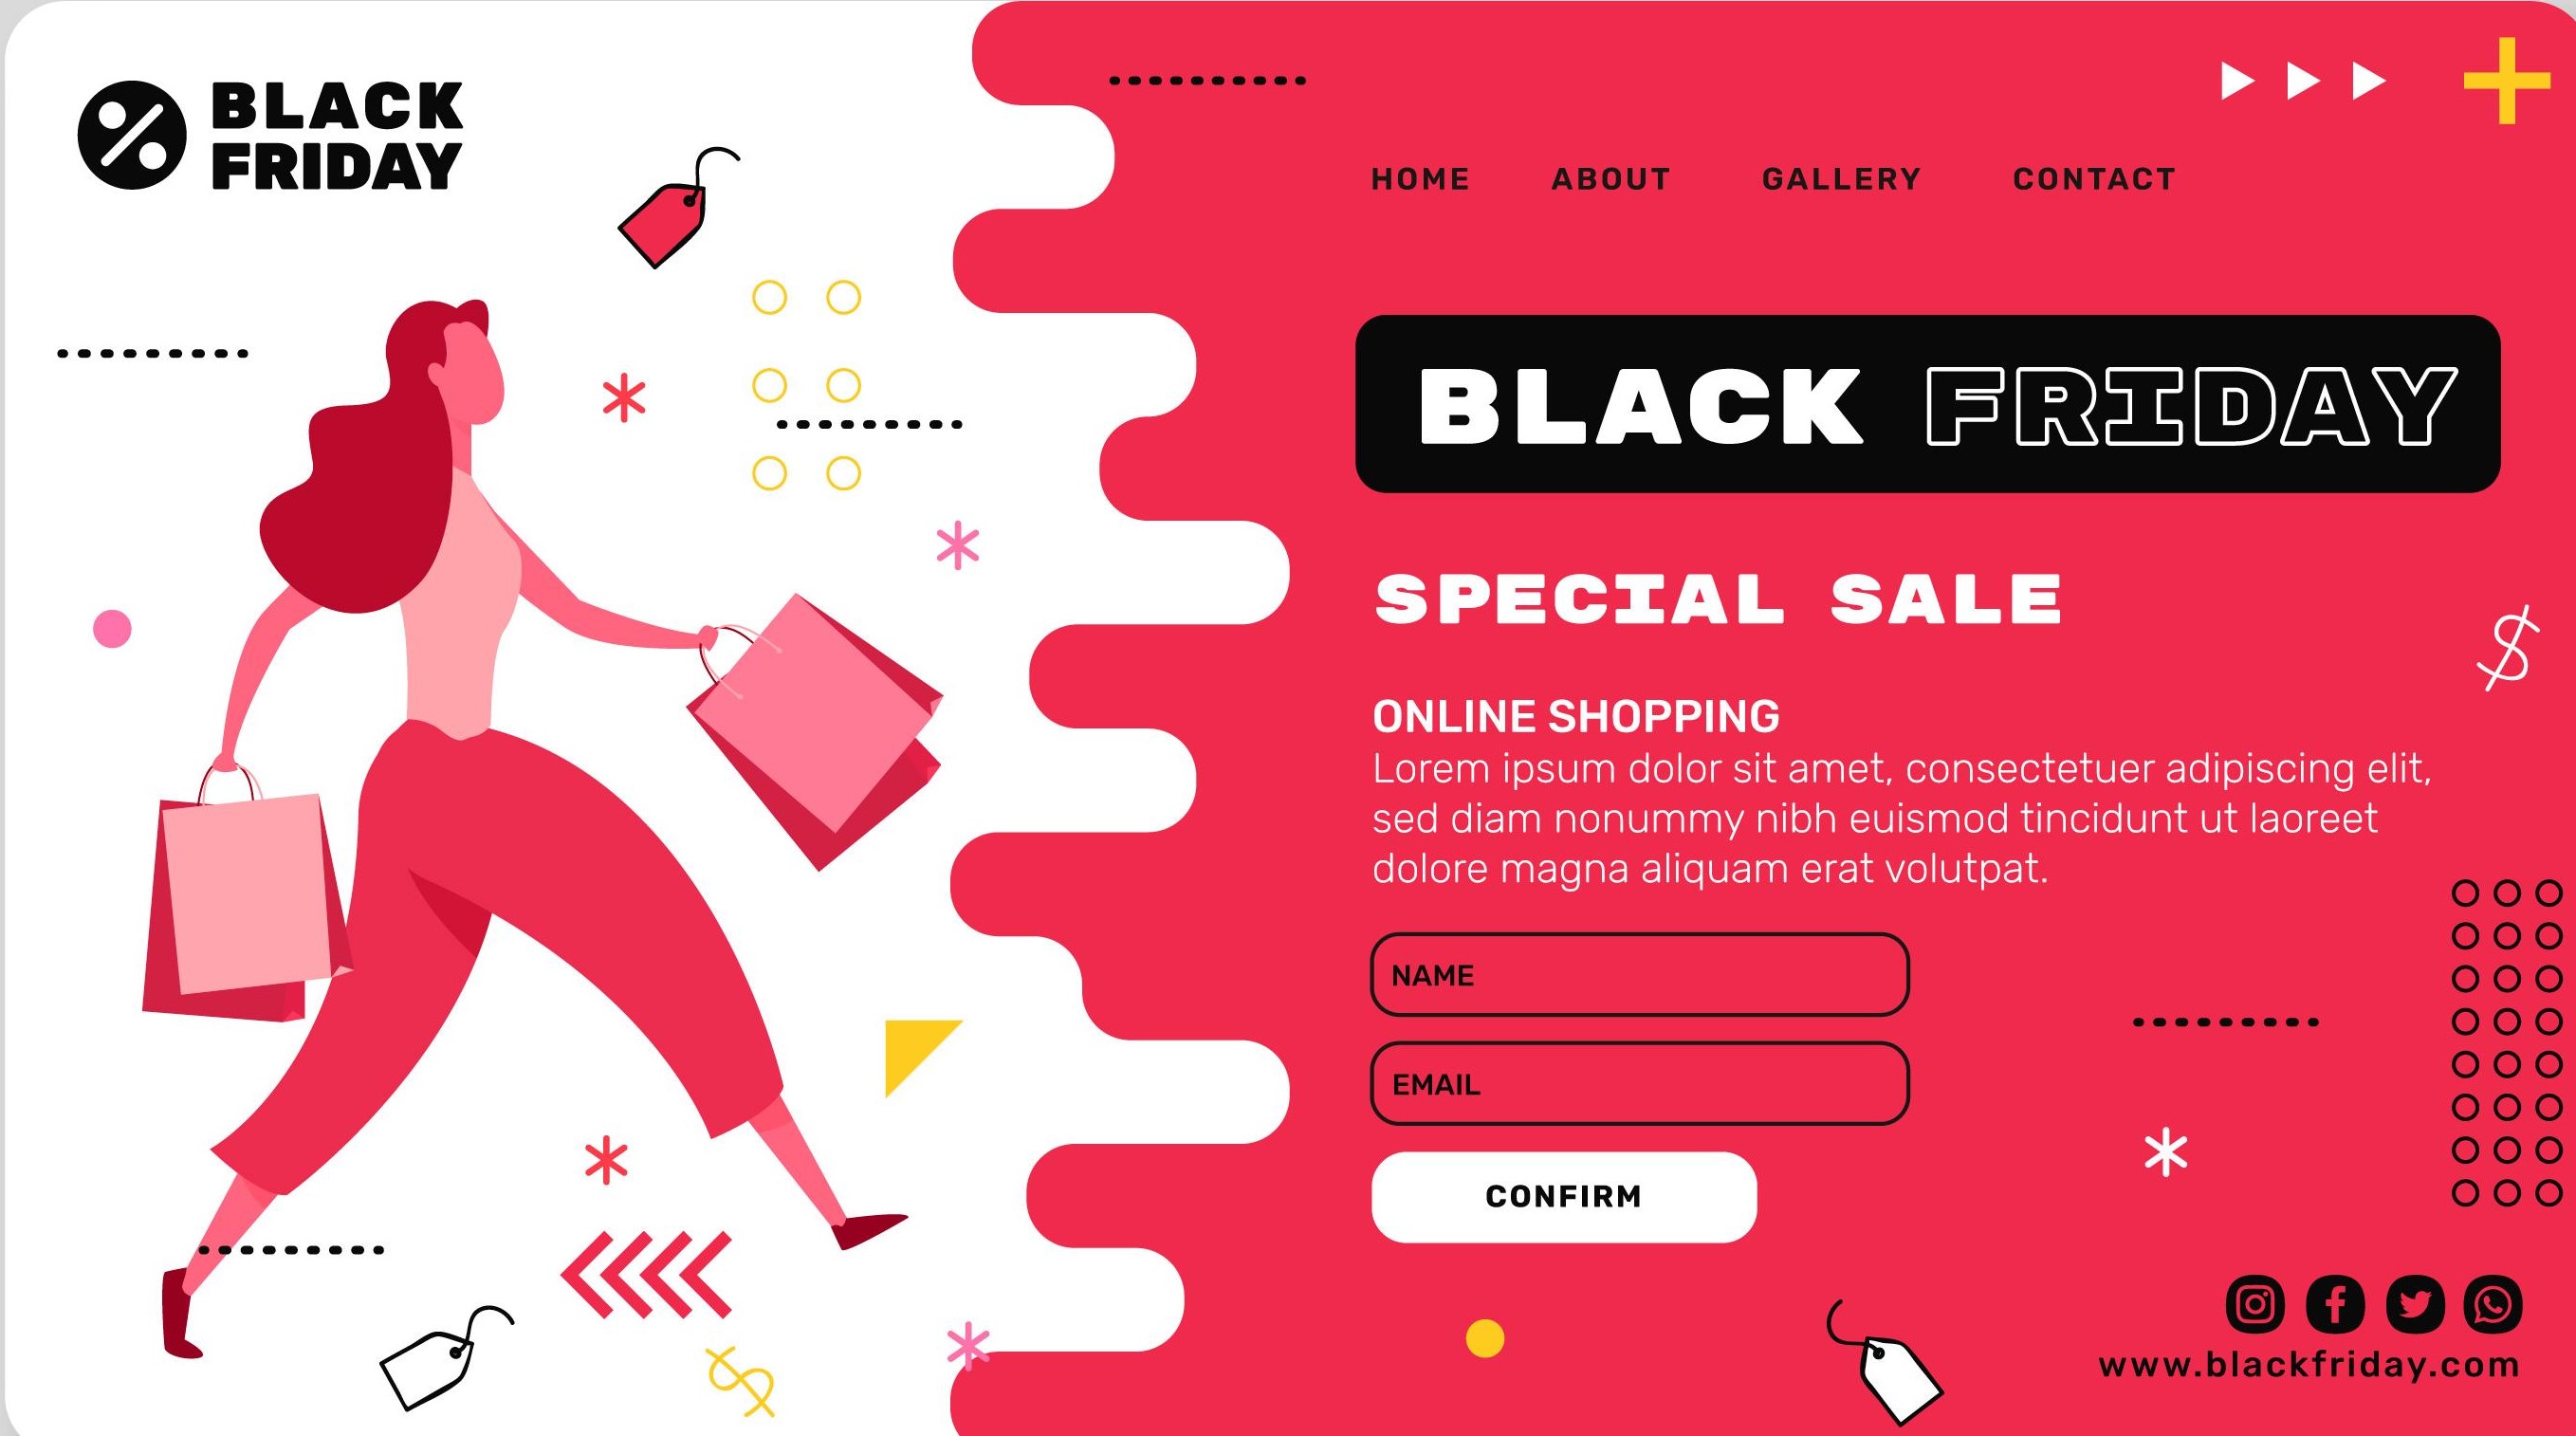 BLACK
FRIDAY
HOME ABOUT GALLERY CONTACT
BLACK FRIDAY
SPECIAL SALE
ONLINE SHOPPING
Lorem ipsum dolor sit amet, consectetuer adipiscing elit,
sed diam nonummy nibh euismod tincidunt ut laoreet
dolore magna aliquam erat volutpat.
NAME
EMAIL
CONFIRM
www.blackfriday.com